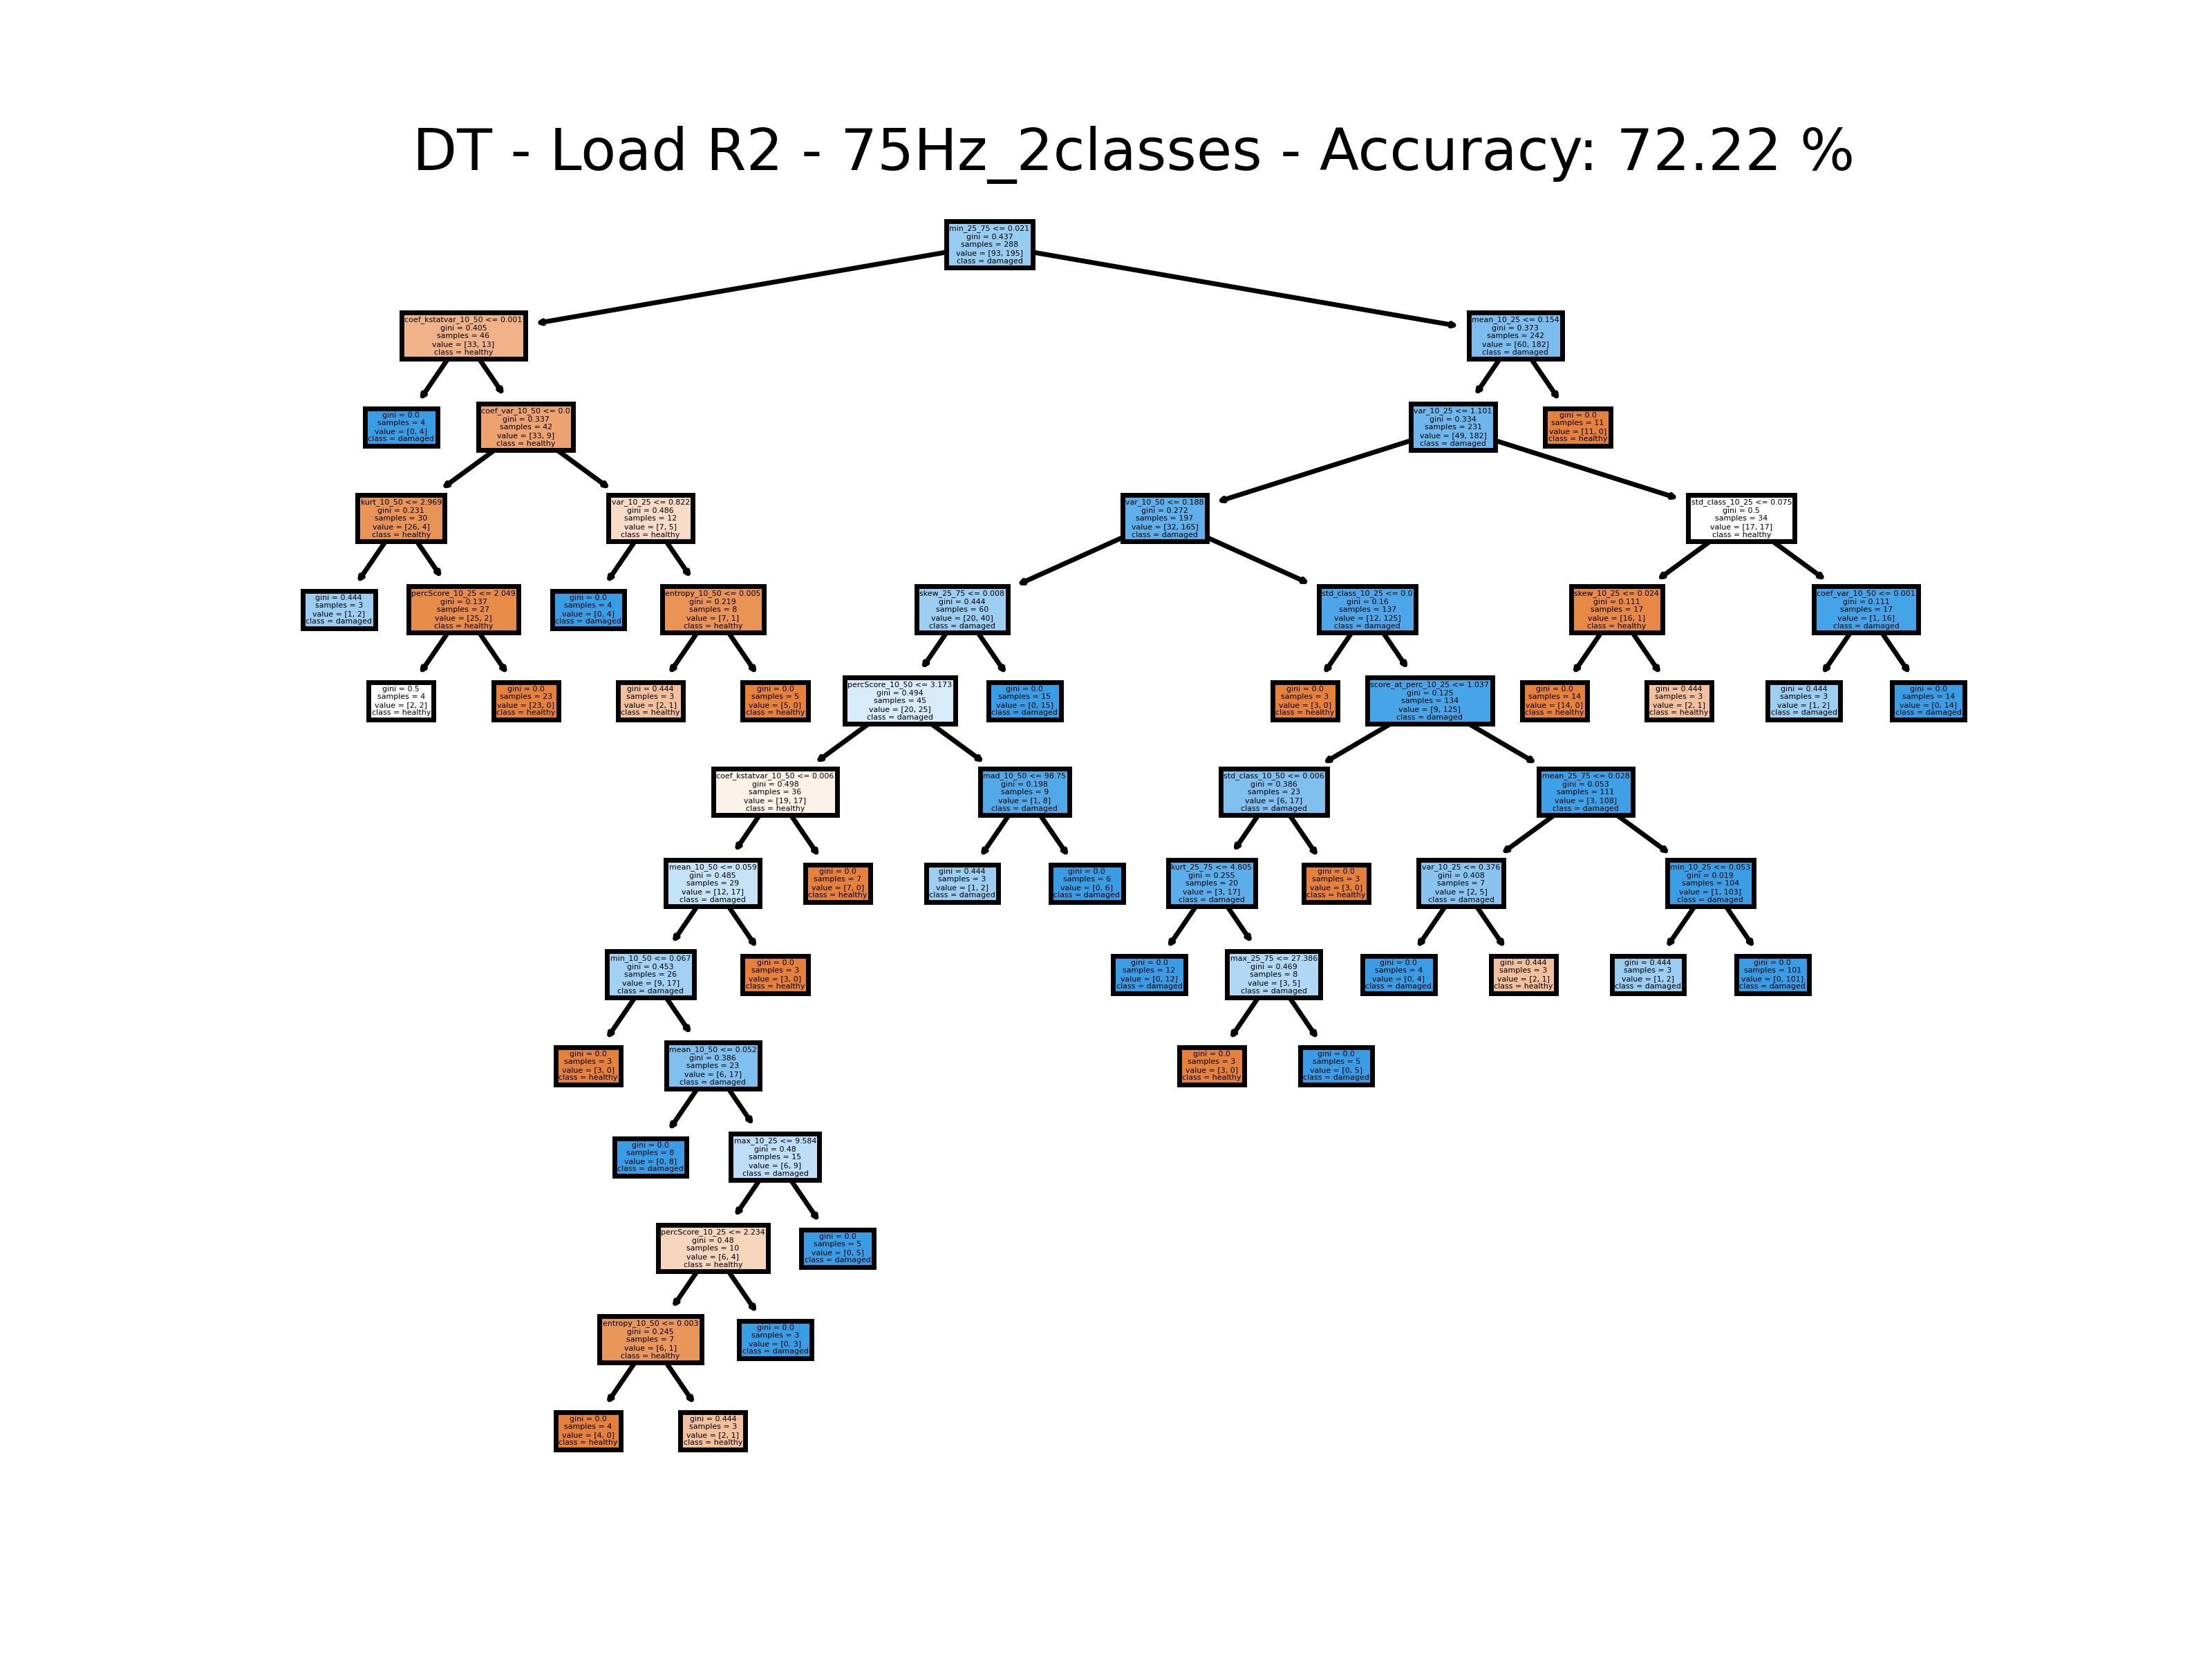 DT - Load R2 - 75Hz_2classes - Accuracy: 72.22 %
min_25_75 <= 0.021
gini = 0.437
samples = 288
value = [93, 195]
class = damaged
coef_kstatvar_10_50 <= 0.001
gini = 0.405
samples = 46
value = [33, 13]
class = healthy
mean_10_25 <= 0.154
gini = 0.373
samples = 242
value = [60, 182]
class = damaged
gini = 0.0
samples = 4
value = [0, 4]
class = damaged
coef_var_10_50 <= 0.0
gini = 0.337
samples = 42
value = [33, 9]
class = healthy
var_10_25 <= 1.101
gini = 0.334
samples = 231
value = [49, 182]
class = damaged
gini = 0.0
samples = 11
value = [11, 0]
class = healthy
kurt_10_50 <= 2.969
gini = 0.231
samples = 30
value = [26, 4]
class = healthy
var_10_25 <= 0.822
gini = 0.486
samples = 12
value = [7, 5]
class = healthy
var_10_50 <= 0.188
gini = 0.272
samples = 197
value = [32, 165]
class = damaged
std_class_10_25 <= 0.075
gini = 0.5
samples = 34
value = [17, 17]
class = healthy
gini = 0.444
samples = 3
value = [1, 2]
class = damaged
percScore_10_25 <= 2.049
gini = 0.137
samples = 27
value = [25, 2]
class = healthy
gini = 0.0
samples = 4
value = [0, 4]
class = damaged
entropy_10_50 <= 0.005
gini = 0.219
samples = 8
value = [7, 1]
class = healthy
skew_25_75 <= 0.008
gini = 0.444
samples = 60
value = [20, 40]
class = damaged
std_class_10_25 <= 0.0
gini = 0.16
samples = 137
value = [12, 125]
class = damaged
skew_10_25 <= 0.024
gini = 0.111
samples = 17
value = [16, 1]
class = healthy
coef_var_10_50 <= 0.001
gini = 0.111
samples = 17
value = [1, 16]
class = damaged
gini = 0.5
samples = 4
value = [2, 2]
class = healthy
gini = 0.0
samples = 23
value = [23, 0]
class = healthy
gini = 0.444
samples = 3
value = [2, 1]
class = healthy
gini = 0.0
samples = 5
value = [5, 0]
class = healthy
percScore_10_50 <= 3.173
gini = 0.494
samples = 45
value = [20, 25]
class = damaged
gini = 0.0
samples = 15
value = [0, 15]
class = damaged
gini = 0.0
samples = 3
value = [3, 0]
class = healthy
score_at_perc_10_25 <= 1.037
gini = 0.125
samples = 134
value = [9, 125]
class = damaged
gini = 0.0
samples = 14
value = [14, 0]
class = healthy
gini = 0.444
samples = 3
value = [2, 1]
class = healthy
gini = 0.444
samples = 3
value = [1, 2]
class = damaged
gini = 0.0
samples = 14
value = [0, 14]
class = damaged
coef_kstatvar_10_50 <= 0.006
gini = 0.498
samples = 36
value = [19, 17]
class = healthy
mad_10_50 <= 98.75
gini = 0.198
samples = 9
value = [1, 8]
class = damaged
std_class_10_50 <= 0.006
gini = 0.386
samples = 23
value = [6, 17]
class = damaged
mean_25_75 <= 0.028
gini = 0.053
samples = 111
value = [3, 108]
class = damaged
mean_10_50 <= 0.059
gini = 0.485
samples = 29
value = [12, 17]
class = damaged
gini = 0.0
samples = 7
value = [7, 0]
class = healthy
gini = 0.444
samples = 3
value = [1, 2]
class = damaged
gini = 0.0
samples = 6
value = [0, 6]
class = damaged
kurt_25_75 <= 4.805
gini = 0.255
samples = 20
value = [3, 17]
class = damaged
gini = 0.0
samples = 3
value = [3, 0]
class = healthy
var_10_25 <= 0.376
gini = 0.408
samples = 7
value = [2, 5]
class = damaged
min_10_25 <= 0.053
gini = 0.019
samples = 104
value = [1, 103]
class = damaged
min_10_50 <= 0.067
gini = 0.453
samples = 26
value = [9, 17]
class = damaged
gini = 0.0
samples = 3
value = [3, 0]
class = healthy
gini = 0.0
samples = 12
value = [0, 12]
class = damaged
max_25_75 <= 27.386
gini = 0.469
samples = 8
value = [3, 5]
class = damaged
gini = 0.0
samples = 4
value = [0, 4]
class = damaged
gini = 0.444
samples = 3
value = [2, 1]
class = healthy
gini = 0.444
samples = 3
value = [1, 2]
class = damaged
gini = 0.0
samples = 101
value = [0, 101]
class = damaged
gini = 0.0
samples = 3
value = [3, 0]
class = healthy
mean_10_50 <= 0.052
gini = 0.386
samples = 23
value = [6, 17]
class = damaged
gini = 0.0
samples = 3
value = [3, 0]
class = healthy
gini = 0.0
samples = 5
value = [0, 5]
class = damaged
gini = 0.0
samples = 8
value = [0, 8]
class = damaged
max_10_25 <= 9.584
gini = 0.48
samples = 15
value = [6, 9]
class = damaged
percScore_10_25 <= 2.234
gini = 0.48
samples = 10
value = [6, 4]
class = healthy
gini = 0.0
samples = 5
value = [0, 5]
class = damaged
entropy_10_50 <= 0.003
gini = 0.245
samples = 7
value = [6, 1]
class = healthy
gini = 0.0
samples = 3
value = [0, 3]
class = damaged
gini = 0.0
samples = 4
value = [4, 0]
class = healthy
gini = 0.444
samples = 3
value = [2, 1]
class = healthy